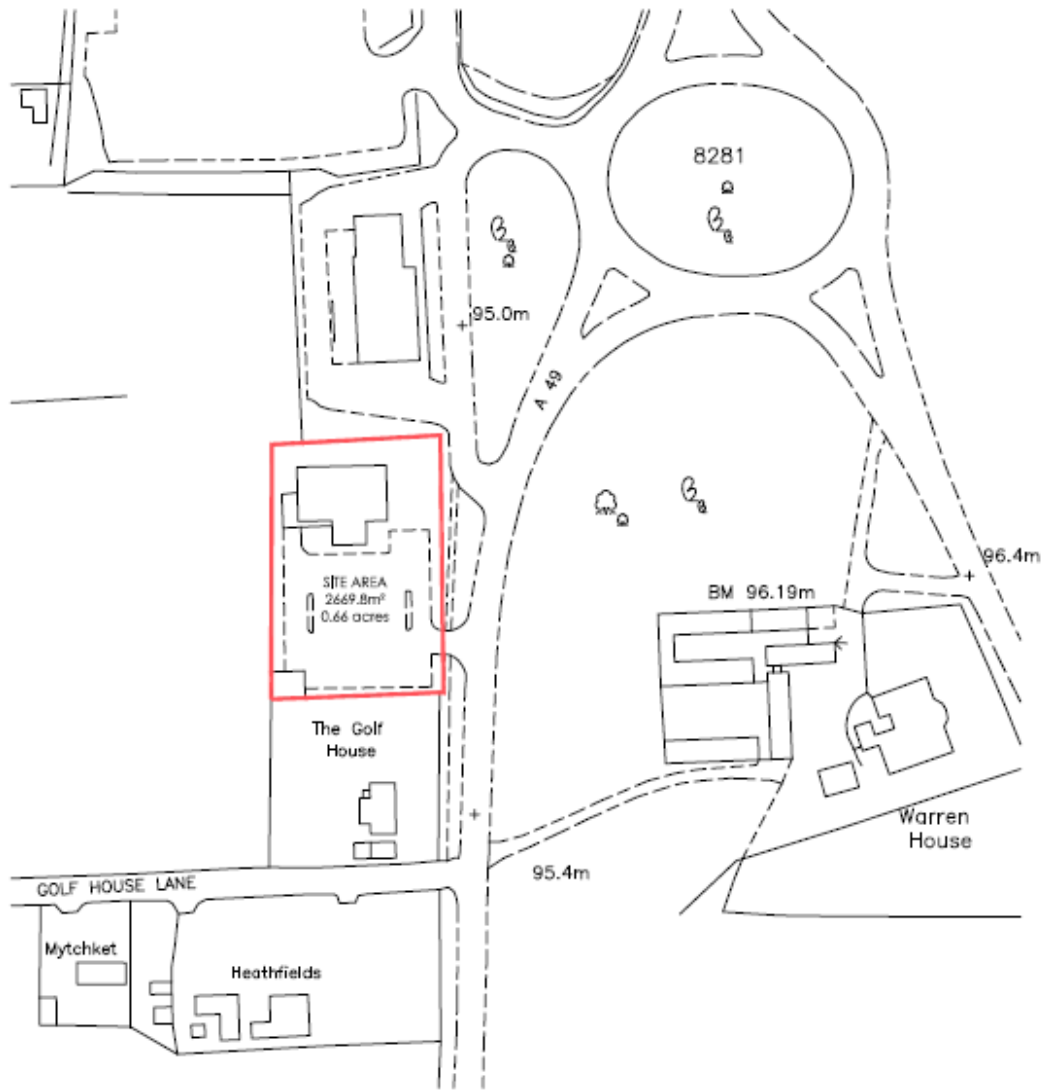 8281
95.0m
A 49
SITE AREA
2669.8m²
0.66 acres
96.4m
BM 96.19m
The Golf
House
Warren
House
95.4m
GOLF HOUSE LANE
Mytchket
Heathfields